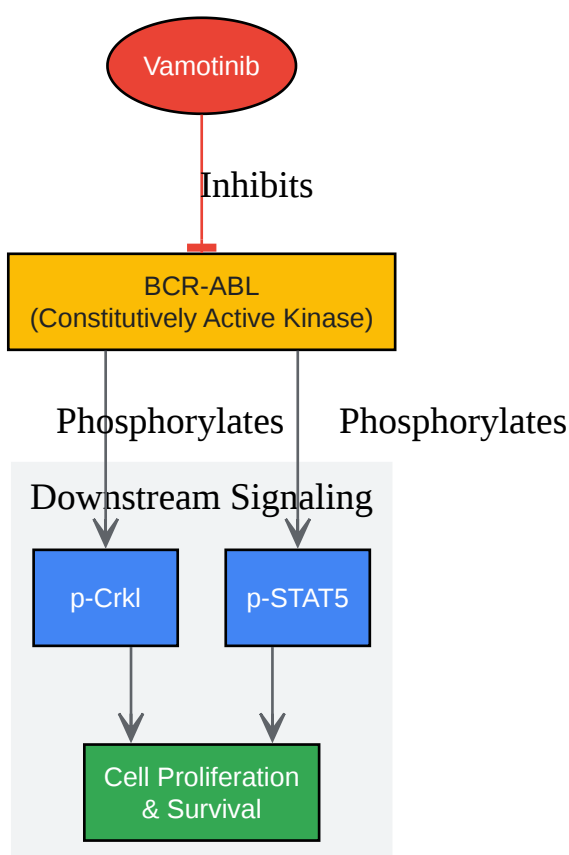 Vamotinib
Inhibits
BCR-ABL
(Constitutively Active Kinase)
Phosphorylates
Phosphorylates
Downstream Signaling
p-Crkl
p-STAT5
Cell Proliferation
& Survival